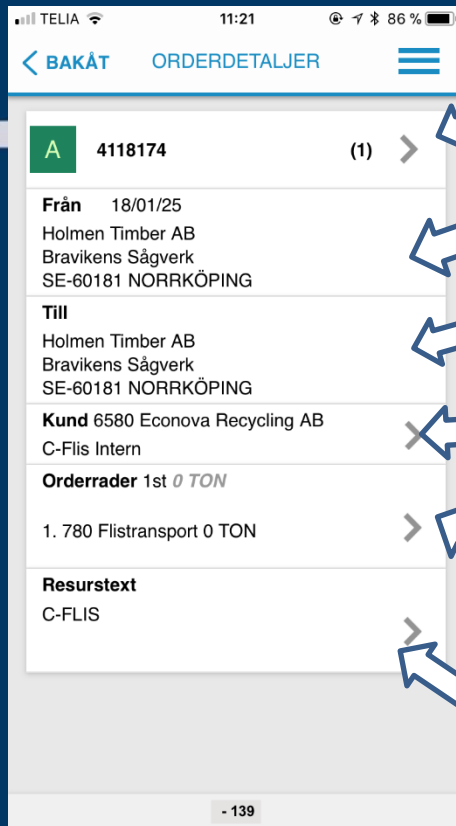 TELIA 11:21 86 %
BAKÅT ORDERDETALJER
A 4118174 (1)
Från 18/01/25
Holmen Timber AB
Bravikens Sågverk
SE-60181 NORRKÖPING
Till
Holmen Timber AB
Bravikens Sågverk
SE-60181 NORRKÖPING
Kund 6580 Econova Recycling AB
C-Flis Intern
Orderrader 1st 0 TON
1. 780 Flistransport 0 TON
Resurstext
C-FLIS
- 139